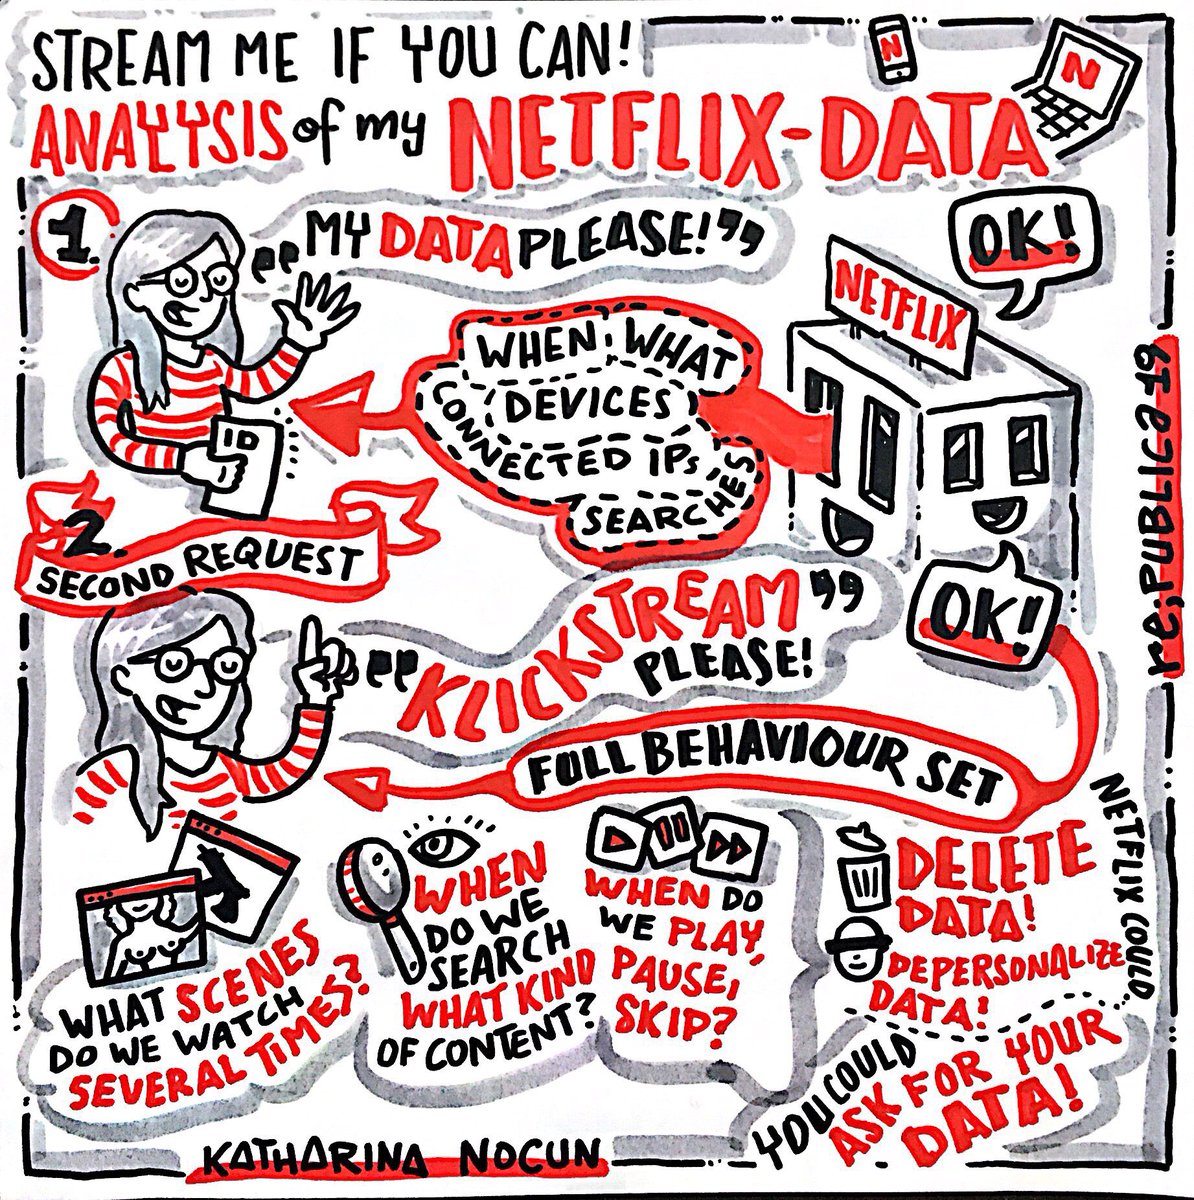 STREAM ME IF YOU CAN!
ANALYSIS of my NETFLIX-DATA
N
N
1.
"MY DATA PLEASE!"
OK!
NETFLIX
WHEN WHAT
DEVICES
CONNECTED IPs
SEARCHES
ID
2.
SECOND REQUEST
"KLICKSTREAM
PLEASE!"
OK!
FULL BEHAVIOUR SET
WHAT SCENES
DO WE WATCH
SEVERAL TIMES?
WHEN
DO WE
SEARCH
WHAT KIND
OF CONTENT?
WHEN DO
WE PLAY,
PAUSE,
SKIP?
NETFLIX COULD...
DELETE
DATA!
DEPERSONALIZE
DATA!
YOU COULD
ASK FOR YOUR
DATA!
re;PUBLICA 19
KATHARINA NOCUN